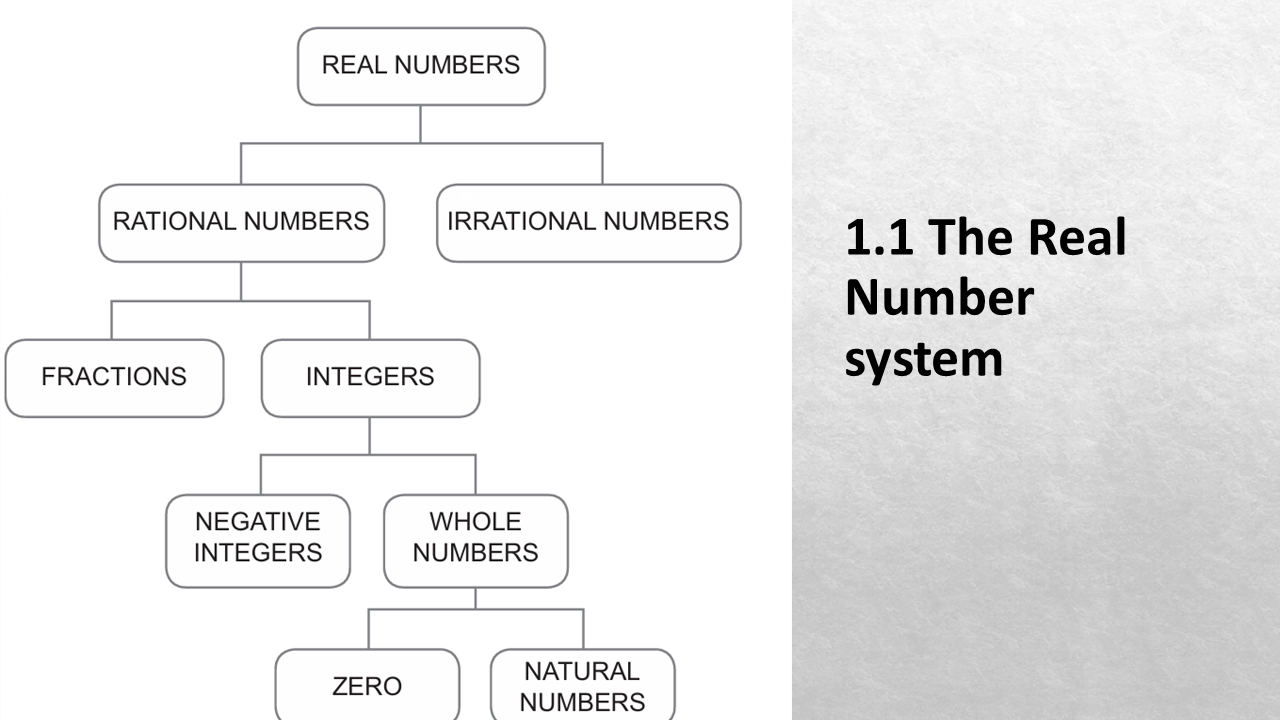 REAL NUMBERS
RATIONAL NUMBERS
IRRATIONAL NUMBERS
FRACTIONS
INTEGERS
NEGATIVE
INTEGERS
WHOLE
NUMBERS
ZERO
NATURAL
NUMBERS
1.1 The Real
Number
system